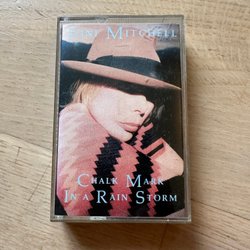 JONI MITCHELL
CHALK MARK
IN A RAIN STORM